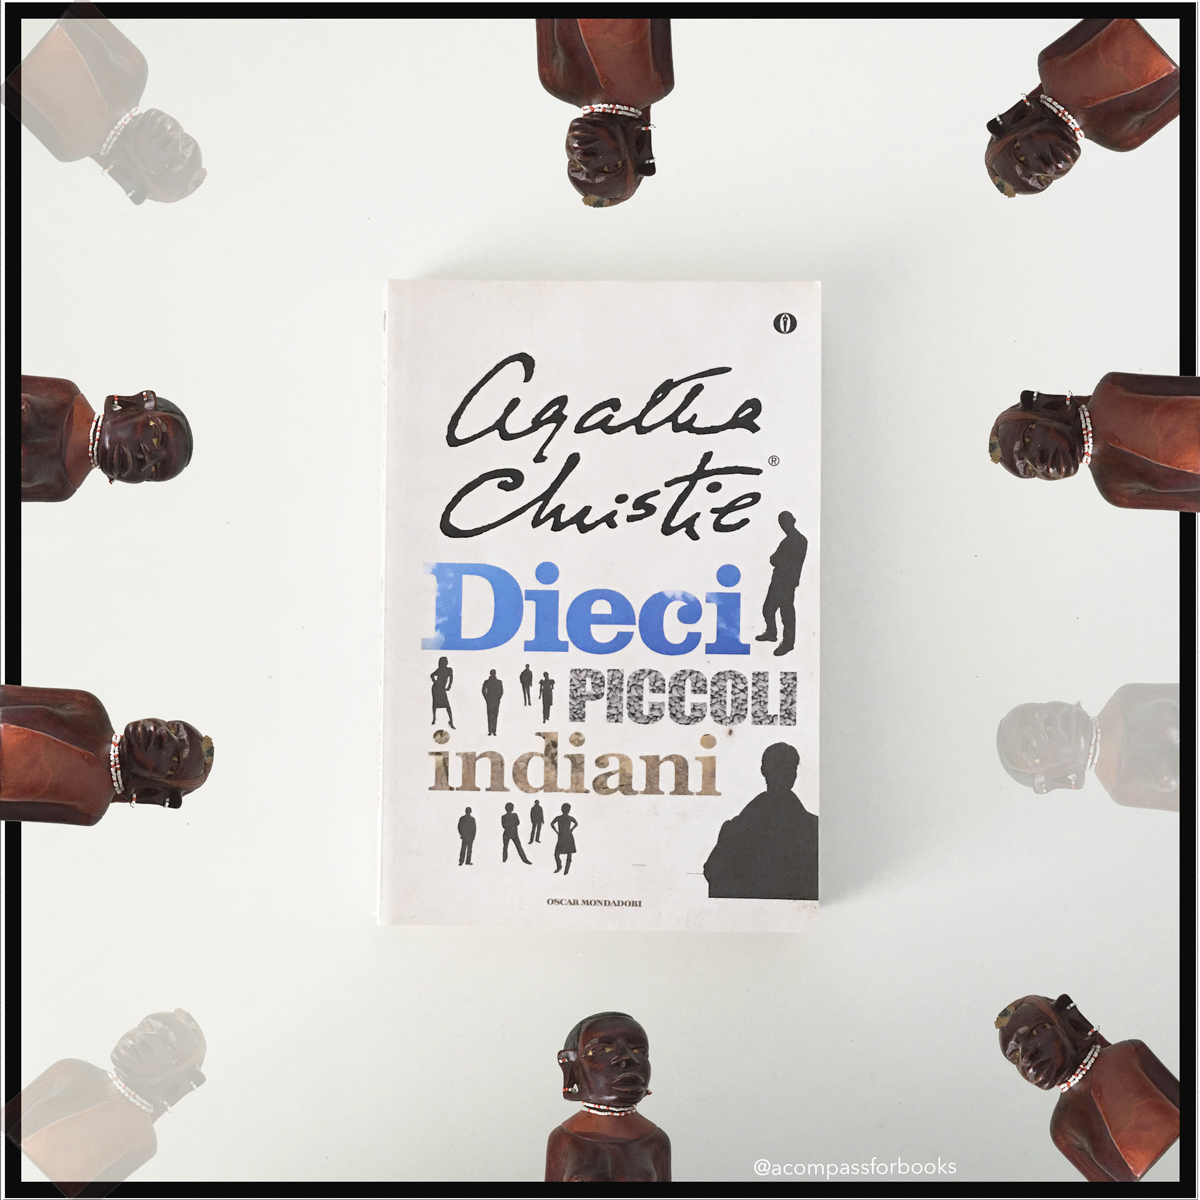 Agatha
Christie®
Dieci
PICCOLI
indiani
OSCAR MONDADORI
@acompassforbooks